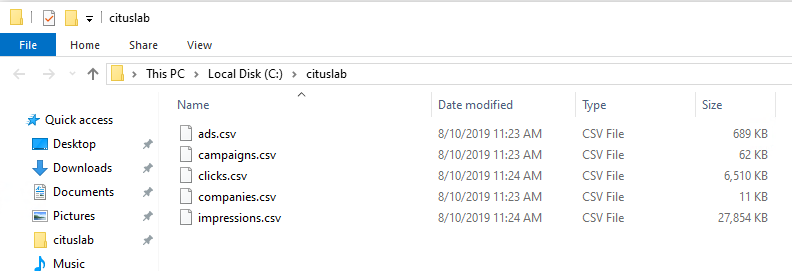 cituslab
File Home Share View
This PC Local Disk (C:) cituslab
Name Date modified Type Size
Quick access
Desktop
Downloads
Documents
Pictures
cituslab
Music
ads.csv 8/10/2019 11:23 AM CSV File 689 KB
campaigns.csv 8/10/2019 11:23 AM CSV File 62 KB
clicks.csv 8/10/2019 11:24 AM CSV File 6,510 KB
companies.csv 8/10/2019 11:23 AM CSV File 11 KB
impressions.csv 8/10/2019 11:24 AM CSV File 27,854 KB